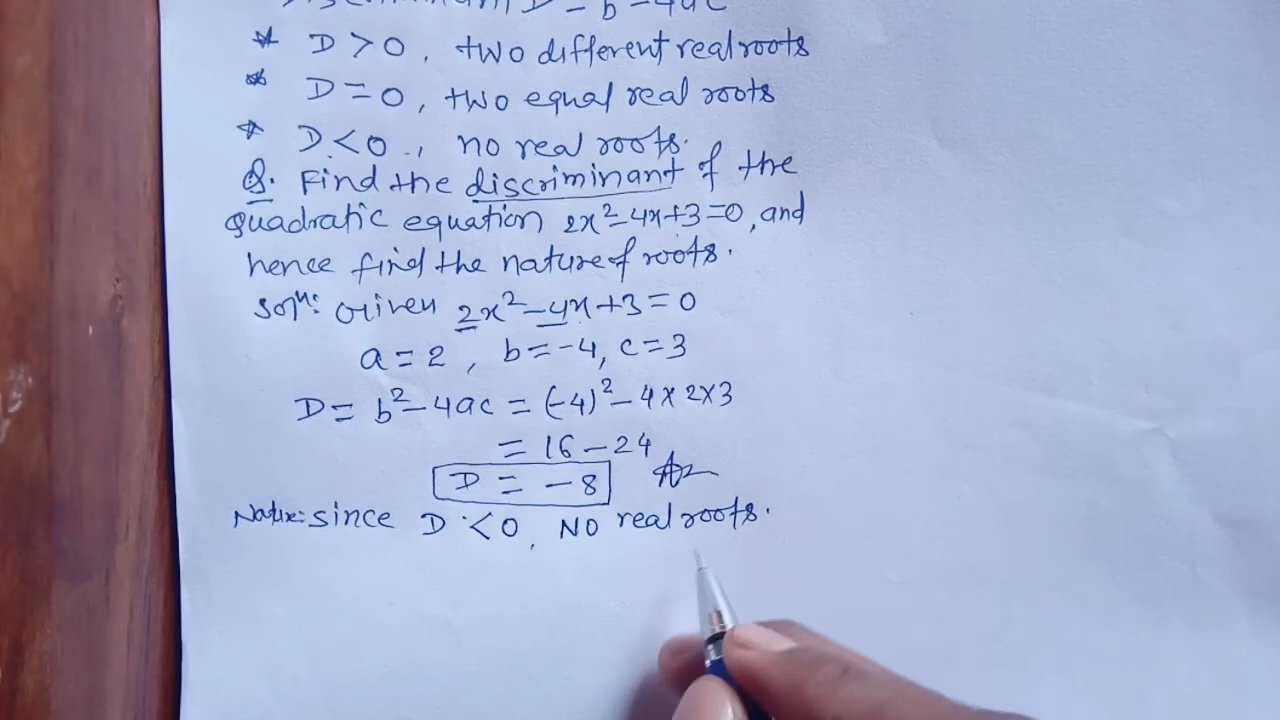 Discriminant, D = b² - 4ac
* D > 0, two different real roots
* D = 0, two equal real roots
* D < 0, no real roots.
Q. Find the discriminant of the
quadratic equation 2x² - 4x + 3 = 0, and
hence find the nature of roots.
Solⁿ: Given 2x² - 4x + 3 = 0
a = 2, b = -4, c = 3
D = b² - 4ac = (-4)² - 4 × 2 × 3
= 16 - 24
D = -8
Nature: since D < 0, NO real roots.